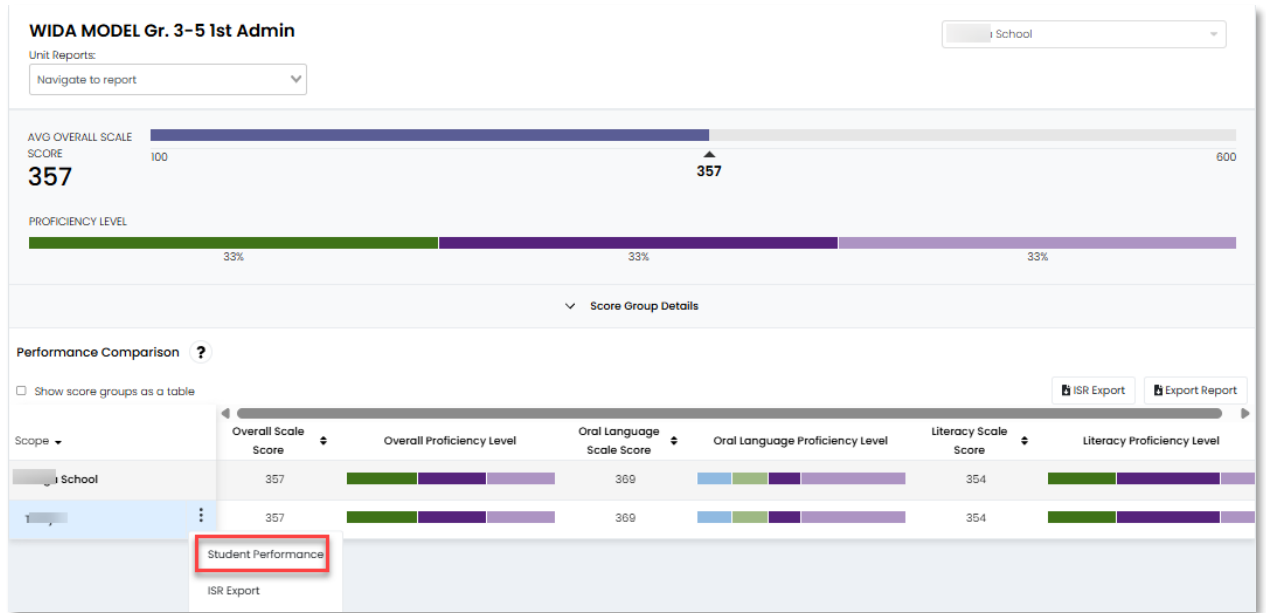 WIDA MODEL Gr. 3-5 1st Admin
School
Unit Reports:
Navigate to report
AVG OVERALL SCALE
SCORE
357
100
357
600
PROFICIENCY LEVEL
33%
33%
33%
Score Group Details
Performance Comparison ?
Show score groups as a table
ISR Export
Export Report
Scope
Overall Scale
Score
Overall Proficiency Level
Oral Language
Scale Score
Oral Language Proficiency Level
Literacy Scale
Score
Literacy Proficiency Level
School
357
369
354
357
369
354
Student Performance
ISR Export